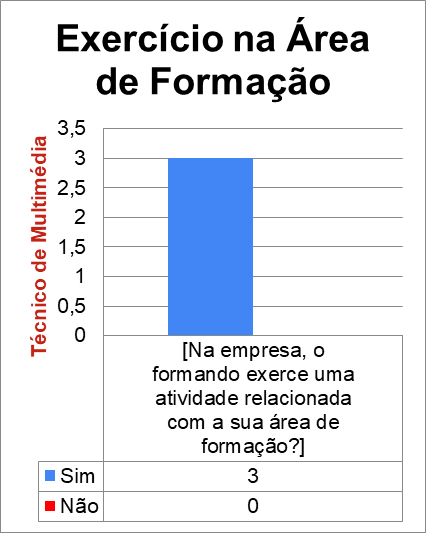 Exercício na Área
de Formação
Técnico de Multimédia
3,5
3
2,5
2
1,5
1
0,5
0
[Na empresa, o
formando exerce uma
atividade relacionada
com a sua área de
formação?]
Sim 3
Não 0